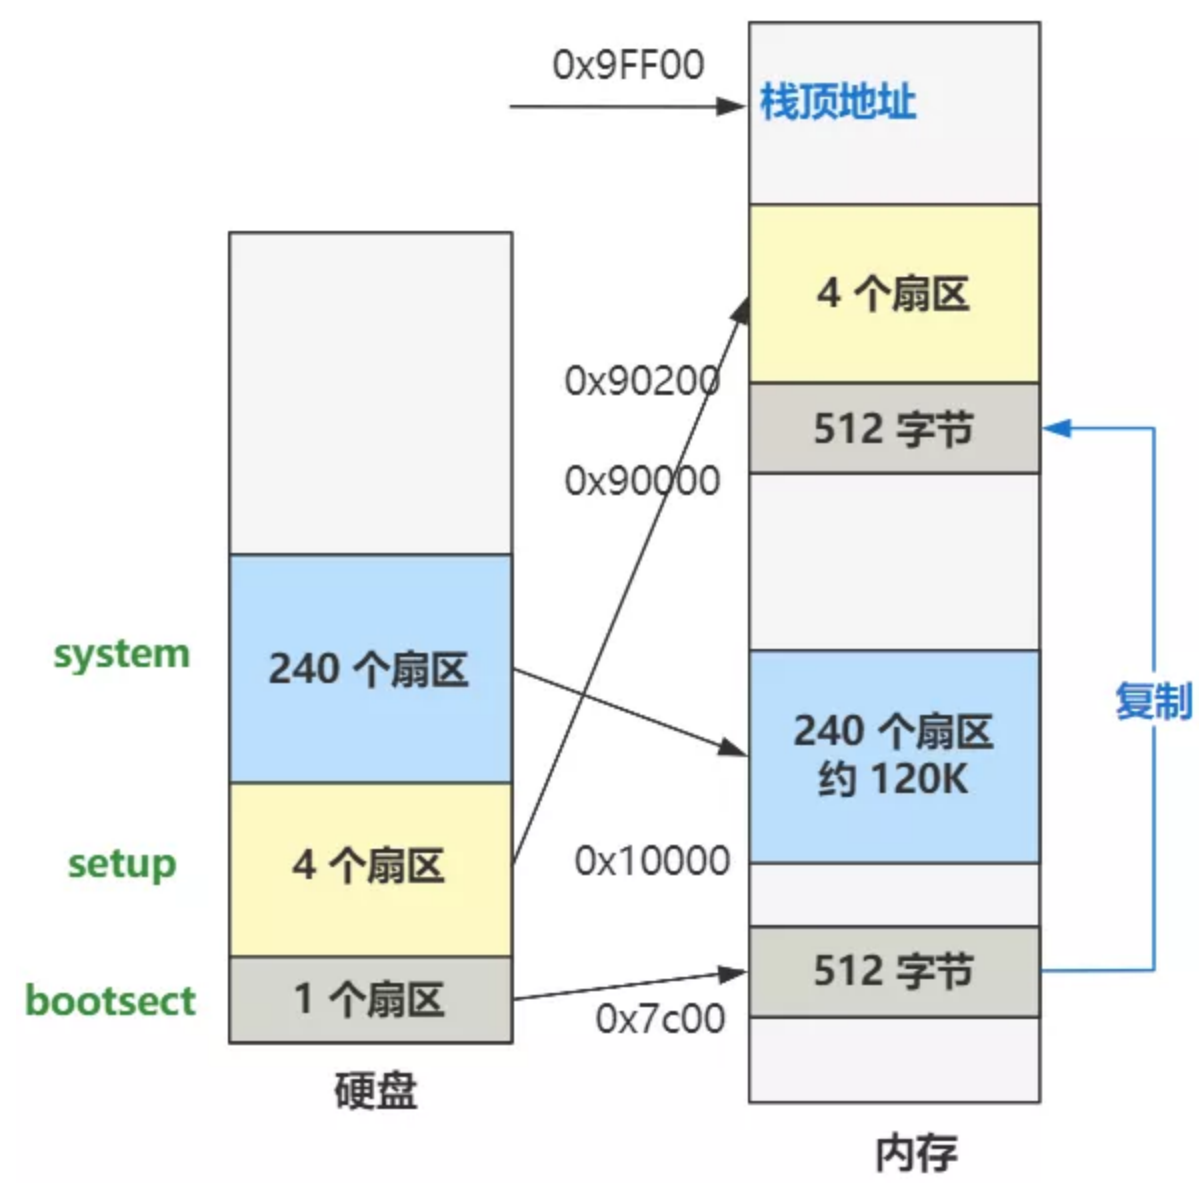 0x9FF00
栈顶地址
4 个扇区
0x90200
512 字节
0x90000
system
240 个扇区
240 个扇区
约 120K
复制
setup
4 个扇区
0x10000
bootsect
1 个扇区
512 字节
0x7c00
硬盘
内存